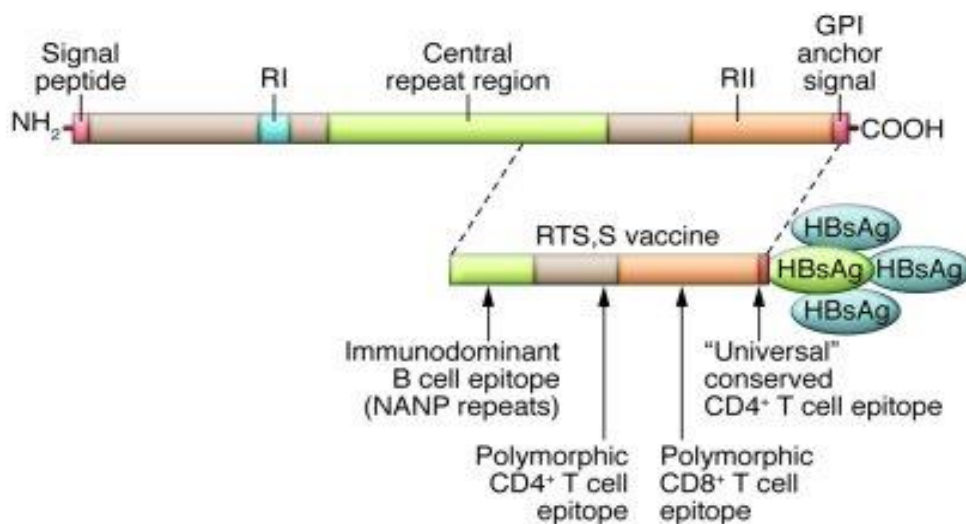 Signal
peptide
RI
Central
repeat region
RII
GPI
anchor
signal
NH₂
COOH
RTS,S vaccine
HBsAg
HBsAg
HBsAg
HBsAg
Immunodominant
B cell epitope
(NANP repeats)
"Universal"
conserved
CD4⁺ T cell epitope
Polymorphic
CD4⁺ T cell
epitope
Polymorphic
CD8⁺ T cell
epitope